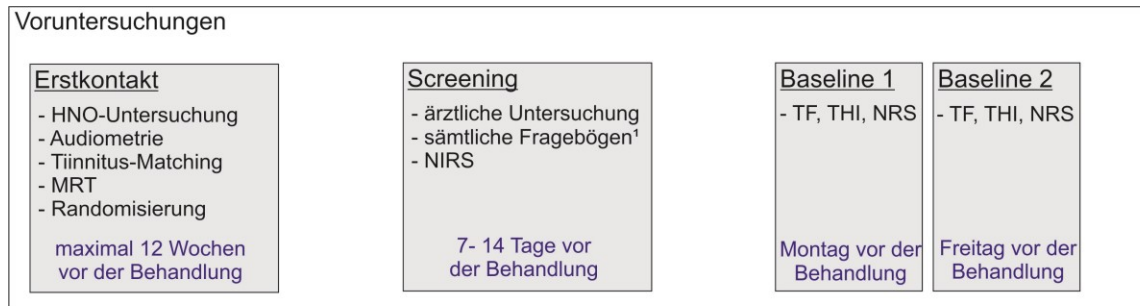 Voruntersuchungen
Erstkontakt
- HNO-Untersuchung
- Audiometrie
- Tiinnitus-Matching
- MRT
- Randomisierung
maximal 12 Wochen
vor der Behandlung
Screening
- ärztliche Untersuchung
- sämtliche Fragebögen¹
- NIRS
7- 14 Tage vor
der Behandlung
Baseline 1
- TF, THI, NRS
Montag vor der
Behandlung
Baseline 2
- TF, THI, NRS
Freitag vor der
Behandlung